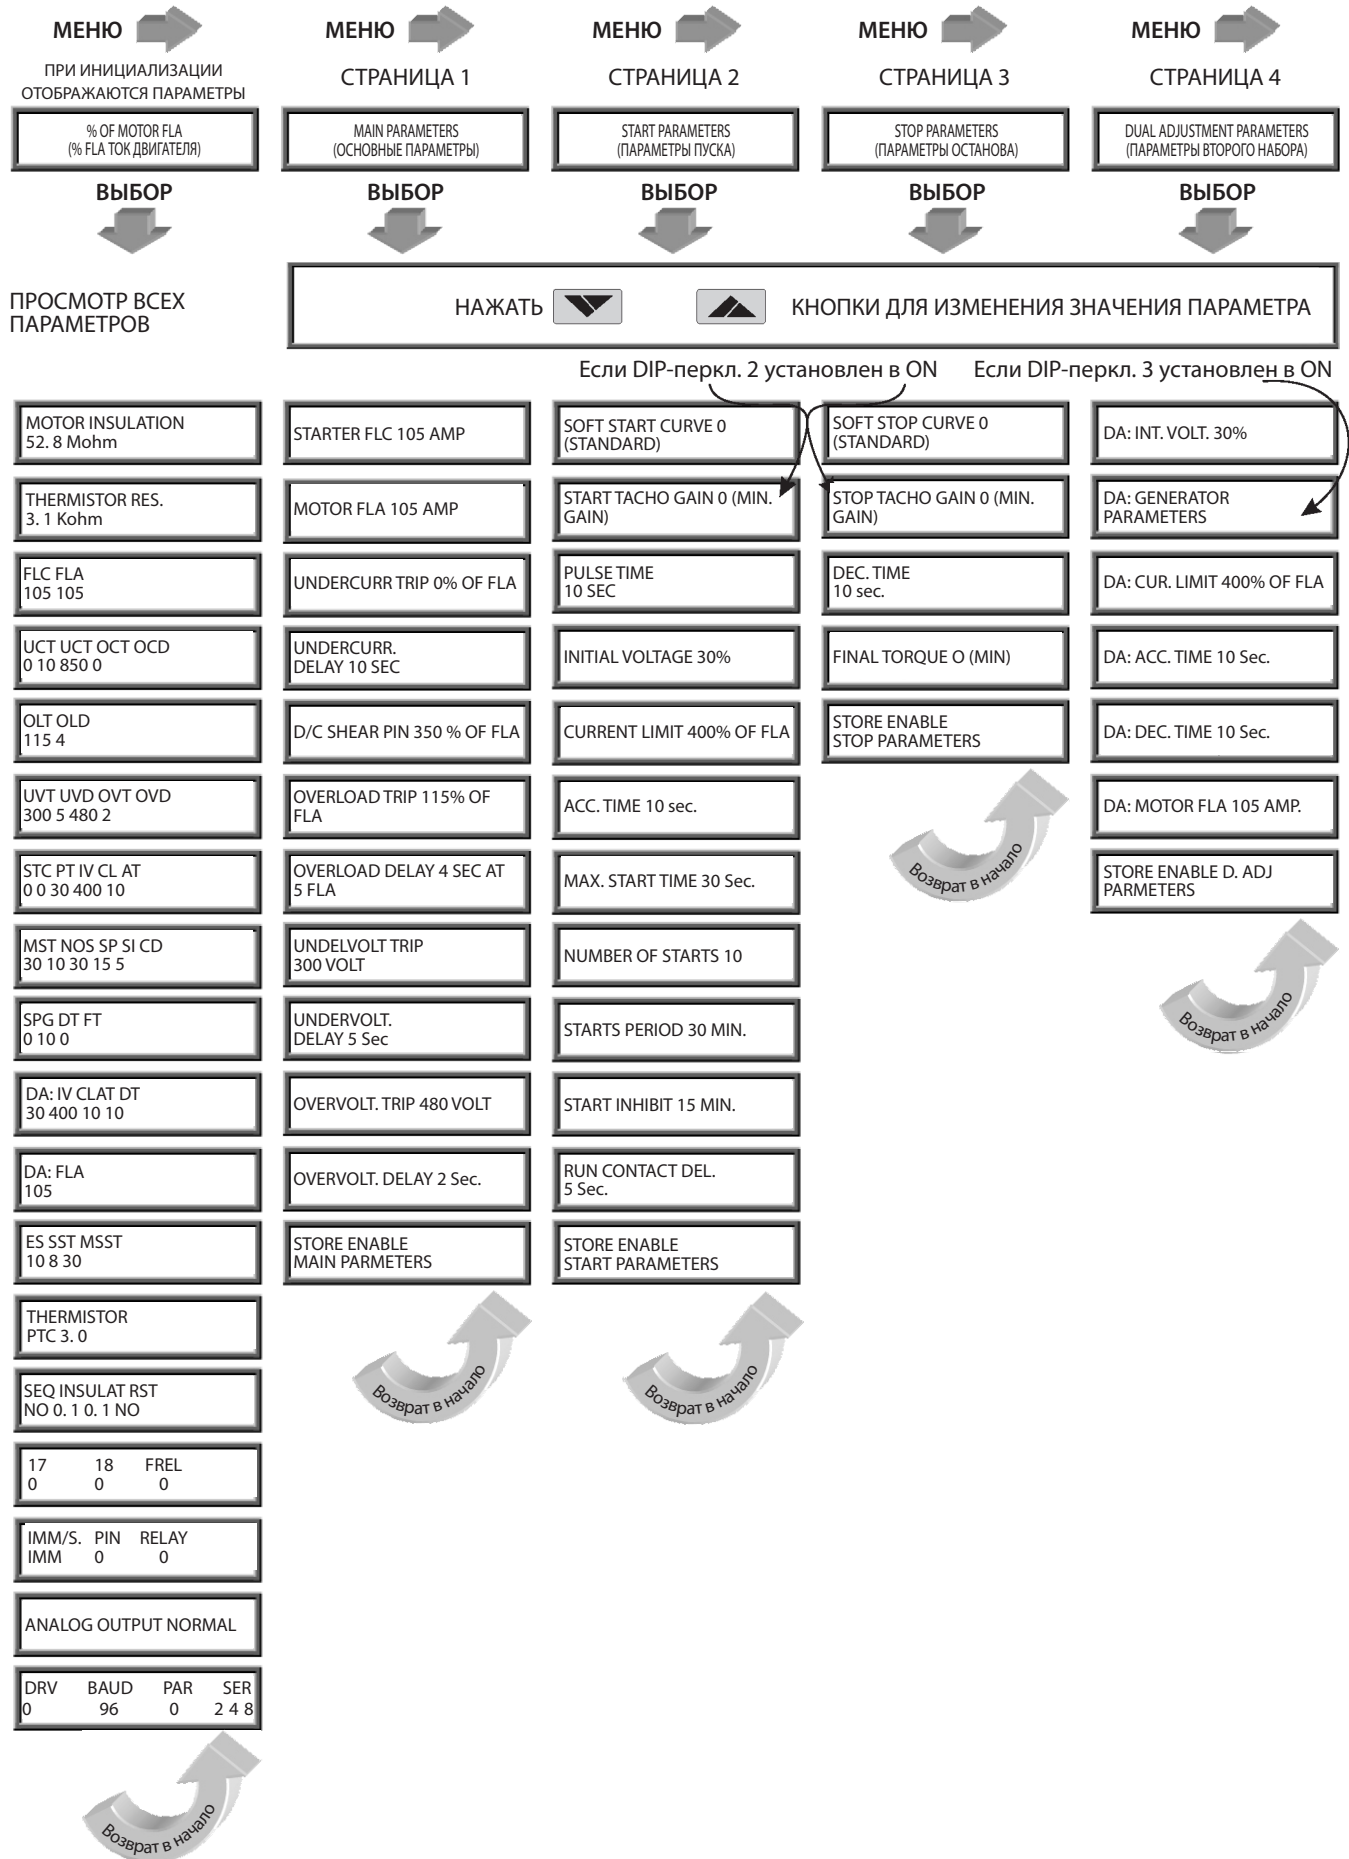 МЕНЮ
ПРИ ИНИЦИАЛИЗАЦИИ
ОТОБРАЖАЮТСЯ ПАРАМЕТРЫ
% OF MOTOR FLA
(% FLA ТОК ДВИГАТЕЛЯ)
ВЫБОР
МЕНЮ
СТРАНИЦА 1
MAIN PARAMETERS
(ОСНОВНЫЕ ПАРАМЕТРЫ)
ВЫБОР
МЕНЮ
СТРАНИЦА 2
START PARAMETERS
(ПАРАМЕТРЫ ПУСКА)
ВЫБОР
МЕНЮ
СТРАНИЦА 3
STOP PARAMETERS
(ПАРАМЕТРЫ ОСТАНОВА)
ВЫБОР
МЕНЮ
СТРАНИЦА 4
DUAL ADJUSTMENT PARAMETERS
(ПАРАМЕТРЫ ВТОРОГО НАБОРА)
ВЫБОР
ПРОСМОТР ВСЕХ
ПАРАМЕТРОВ
НАЖАТЬ КНОПКИ ДЛЯ ИЗМЕНЕНИЯ ЗНАЧЕНИЯ ПАРАМЕТРА
Если DIP-перкл. 2 установлен в ON
Если DIP-перкл. 3 установлен в ON
MOTOR INSULATION
52. 8 Mohm
THERMISTOR RES.
3. 1 Kohm
FLC FLA
105 105
UCT UCT OCT OCD
0 10 850 0
OLT OLD
115 4
UVT UVD OVT OVD
300 5 480 2
STC PT IV CL AT
0 0 30 400 10
MST NOS SP SI CD
30 10 30 15 5
SPG DT FT
0 10 0
DA: IV CLAT DT
30 400 10 10
DA: FLA
105
ES SST MSST
10 8 30
THERMISTOR
PTC 3. 0
SEQ INSULAT RST
NO 0. 1 0. 1 NO
17 18 FREL
0 0 0
IMM/S. PIN RELAY
IMM 0 0
ANALOG OUTPUT NORMAL
DRV BAUD PAR SER
0 96 0 2 4 8
Возврат в начало
STARTER FLC 105 AMP
MOTOR FLA 105 AMP
UNDERCURR TRIP 0% OF FLA
UNDERCURR.
DELAY 10 SEC
D/C SHEAR PIN 350 % OF FLA
OVERLOAD TRIP 115% OF
FLA
OVERLOAD DELAY 4 SEC AT
5 FLA
UNDELVOLT TRIP
300 VOLT
UNDERVOLT.
DELAY 5 Sec
OVERVOLT. TRIP 480 VOLT
OVERVOLT. DELAY 2 Sec.
STORE ENABLE
MAIN PARMETERS
Возврат в начало
SOFT START CURVE 0
(STANDARD)
START TACHO GAIN 0 (MIN.
GAIN)
PULSE TIME
10 SEC
INITIAL VOLTAGE 30%
CURRENT LIMIT 400% OF FLA
ACC. TIME 10 sec.
MAX. START TIME 30 Sec.
NUMBER OF STARTS 10
STARTS PERIOD 30 MIN.
START INHIBIT 15 MIN.
RUN CONTACT DEL.
5 Sec.
STORE ENABLE
START PARAMETERS
Возврат в начало
SOFT STOP CURVE 0
(STANDARD)
STOP TACHO GAIN 0 (MIN.
GAIN)
DEC. TIME
10 sec.
FINAL TORQUE O (MIN)
STORE ENABLE
STOP PARAMETERS
Возврат в начало
DA: INT. VOLT. 30%
DA: GENERATOR
PARAMETERS
DA: CUR. LIMIT 400% OF FLA
DA: ACC. TIME 10 Sec.
DA: DEC. TIME 10 Sec.
DA: MOTOR FLA 105 AMP.
STORE ENABLE D. ADJ
PARMETERS
Возврат в начало